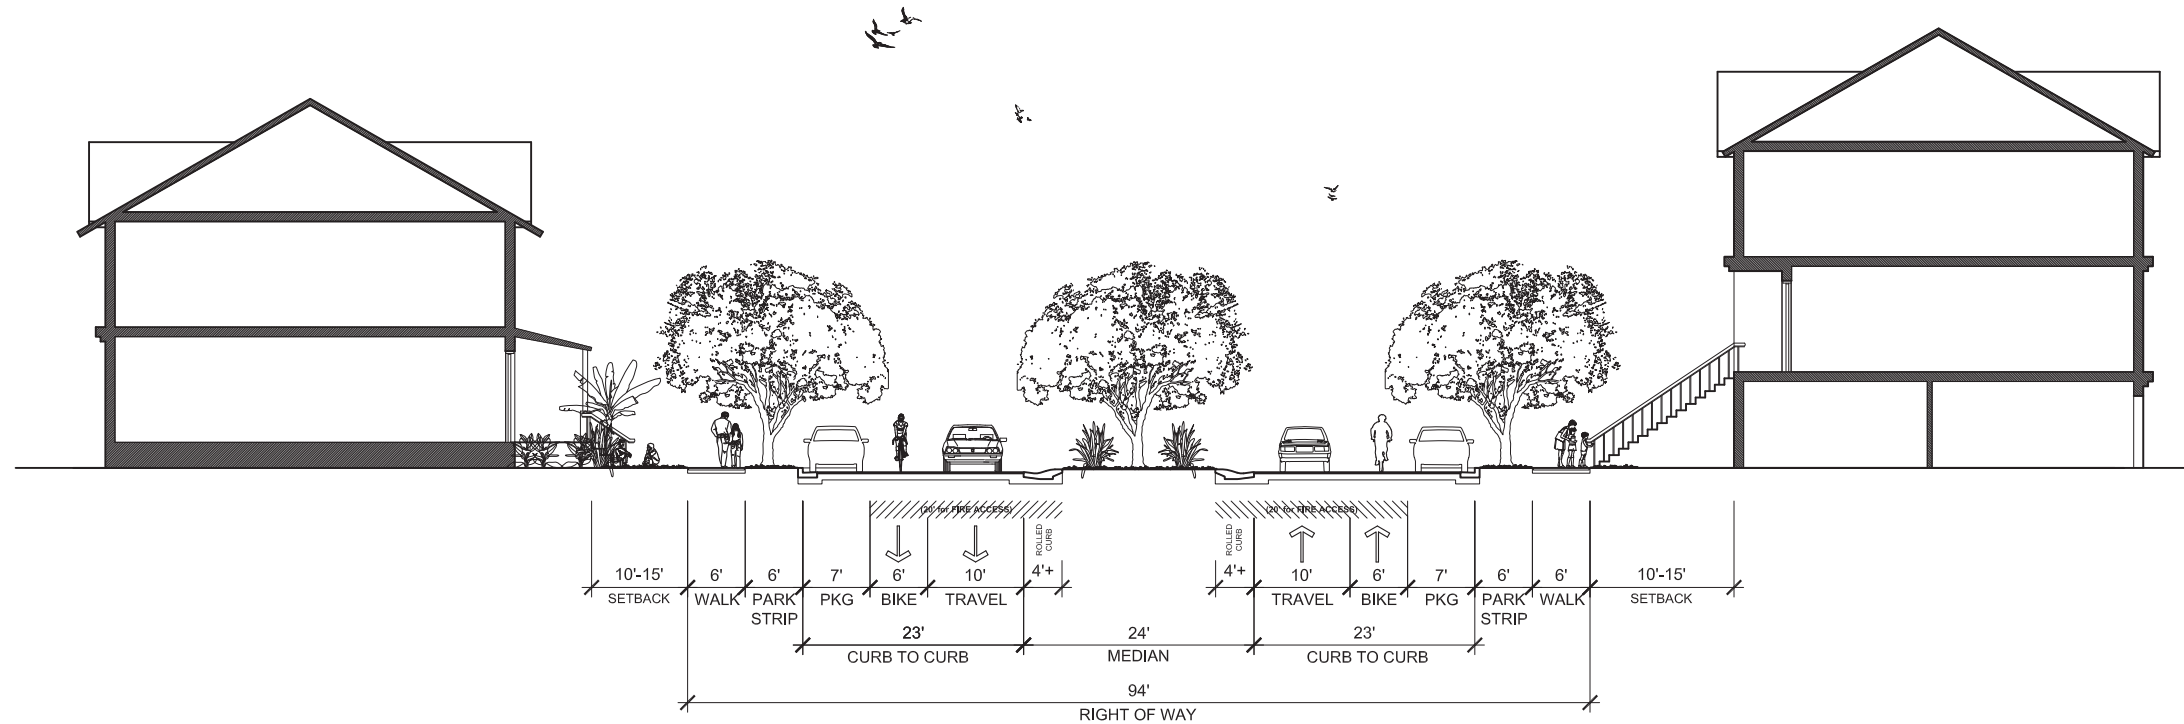 (20' for FIRE ACCESS)
(20' for FIRE ACCESS)
ROLLED
CURB
ROLLED
CURB
10'-15' 6' 6' 7' 6' 10' 4'+ 4'+ 10' 6' 7' 6' 6' 10'-15'
SETBACK WALK PARK PKG BIKE TRAVEL TRAVEL BIKE PKG PARK WALK SETBACK
STRIP STRIP
23' 24' 23'
CURB TO CURB MEDIAN CURB TO CURB
94'
RIGHT OF WAY